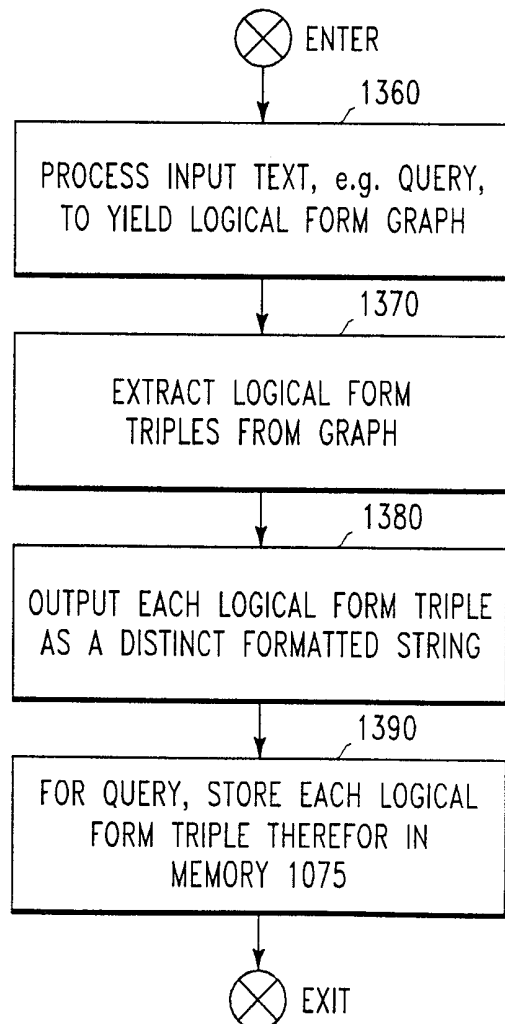 ENTER
1360
PROCESS INPUT TEXT, e.g. QUERY,
TO YIELD LOGICAL FORM GRAPH
1370
EXTRACT LOGICAL FORM
TRIPLES FROM GRAPH
1380
OUTPUT EACH LOGICAL FORM TRIPLE
AS A DISTINCT FORMATTED STRING
1390
FOR QUERY, STORE EACH LOGICAL
FORM TRIPLE THEREFOR IN
MEMORY 1075
EXIT